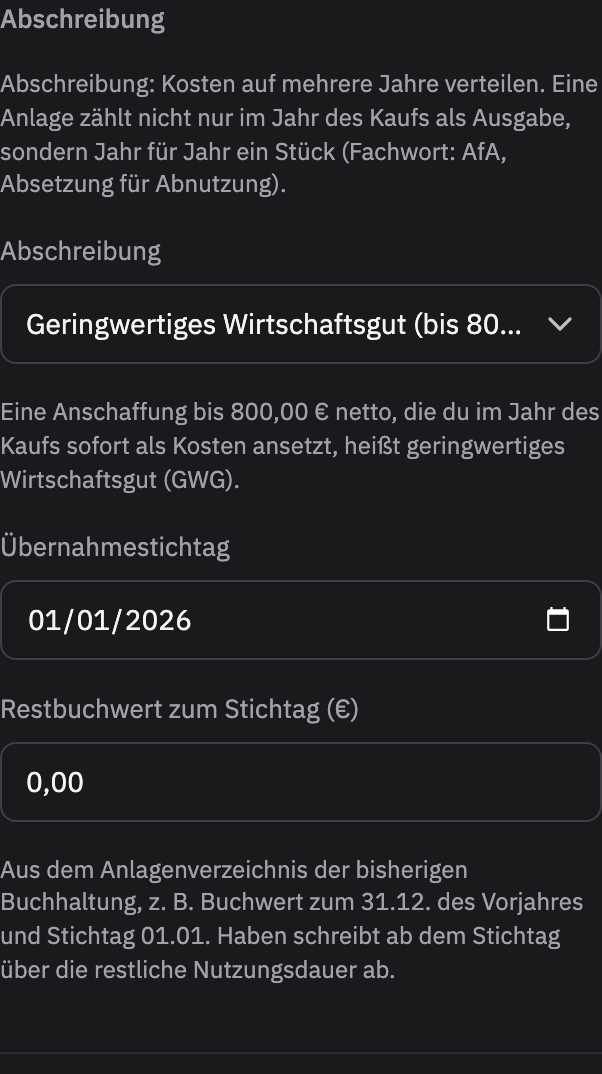 Abschreibung
Abschreibung: Kosten auf mehrere Jahre verteilen. Eine
Anlage zählt nicht nur im Jahr des Kaufs als Ausgabe,
sondern Jahr für Jahr ein Stück (Fachwort: AfA,
Absetzung für Abnutzung).
Abschreibung
Geringwertiges Wirtschaftsgut (bis 80...
Eine Anschaffung bis 800,00 € netto, die du im Jahr des
Kaufs sofort als Kosten ansetzt, heißt geringwertiges
Wirtschaftsgut (GWG).
Übernahmestichtag
01/01/2026
Restbuchwert zum Stichtag (€)
0,00
Aus dem Anlagenverzeichnis der bisherigen
Buchhaltung, z. B. Buchwert zum 31.12. des Vorjahres
und Stichtag 01.01. Haben schreibt ab dem Stichtag
über die restliche Nutzungsdauer ab.